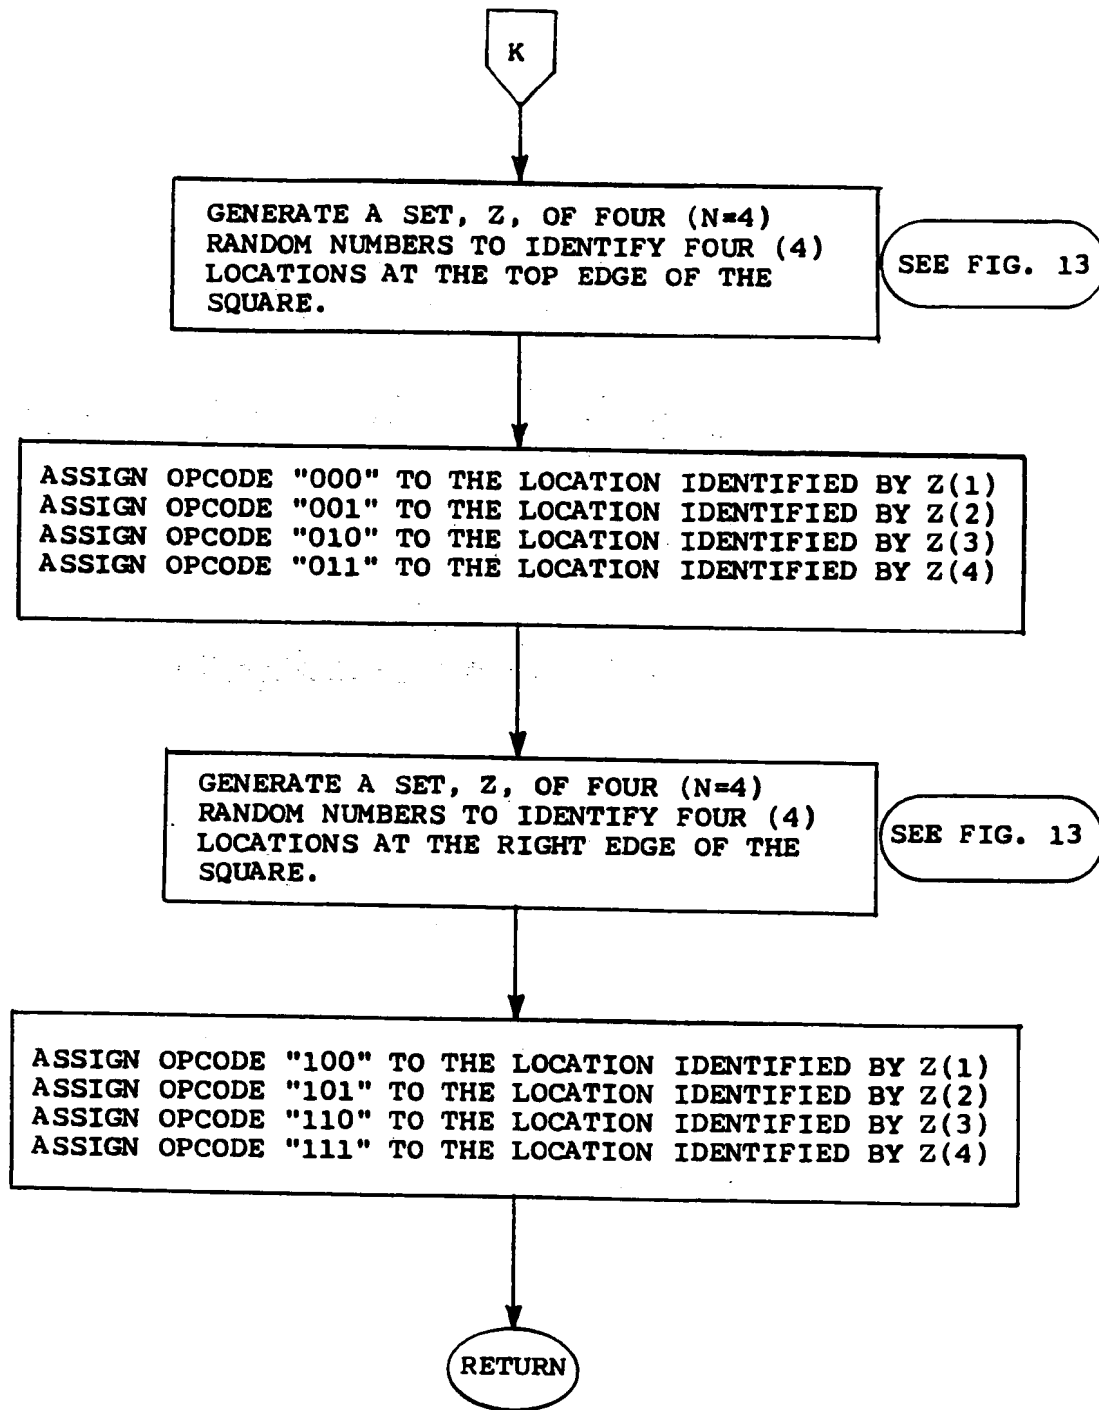 K
GENERATE A SET, Z, OF FOUR (N=4)
RANDOM NUMBERS TO IDENTIFY FOUR (4)
LOCATIONS AT THE TOP EDGE OF THE
SQUARE.
SEE FIG. 13
ASSIGN OPCODE "000" TO THE LOCATION IDENTIFIED BY Z(1)
ASSIGN OPCODE "001" TO THE LOCATION IDENTIFIED BY Z(2)
ASSIGN OPCODE "010" TO THE LOCATION IDENTIFIED BY Z(3)
ASSIGN OPCODE "011" TO THE LOCATION IDENTIFIED BY Z(4)
GENERATE A SET, Z, OF FOUR (N=4)
RANDOM NUMBERS TO IDENTIFY FOUR (4)
LOCATIONS AT THE RIGHT EDGE OF THE
SQUARE.
SEE FIG. 13
ASSIGN OPCODE "100" TO THE LOCATION IDENTIFIED BY Z(1)
ASSIGN OPCODE "101" TO THE LOCATION IDENTIFIED BY Z(2)
ASSIGN OPCODE "110" TO THE LOCATION IDENTIFIED BY Z(3)
ASSIGN OPCODE "111" TO THE LOCATION IDENTIFIED BY Z(4)
RETURN